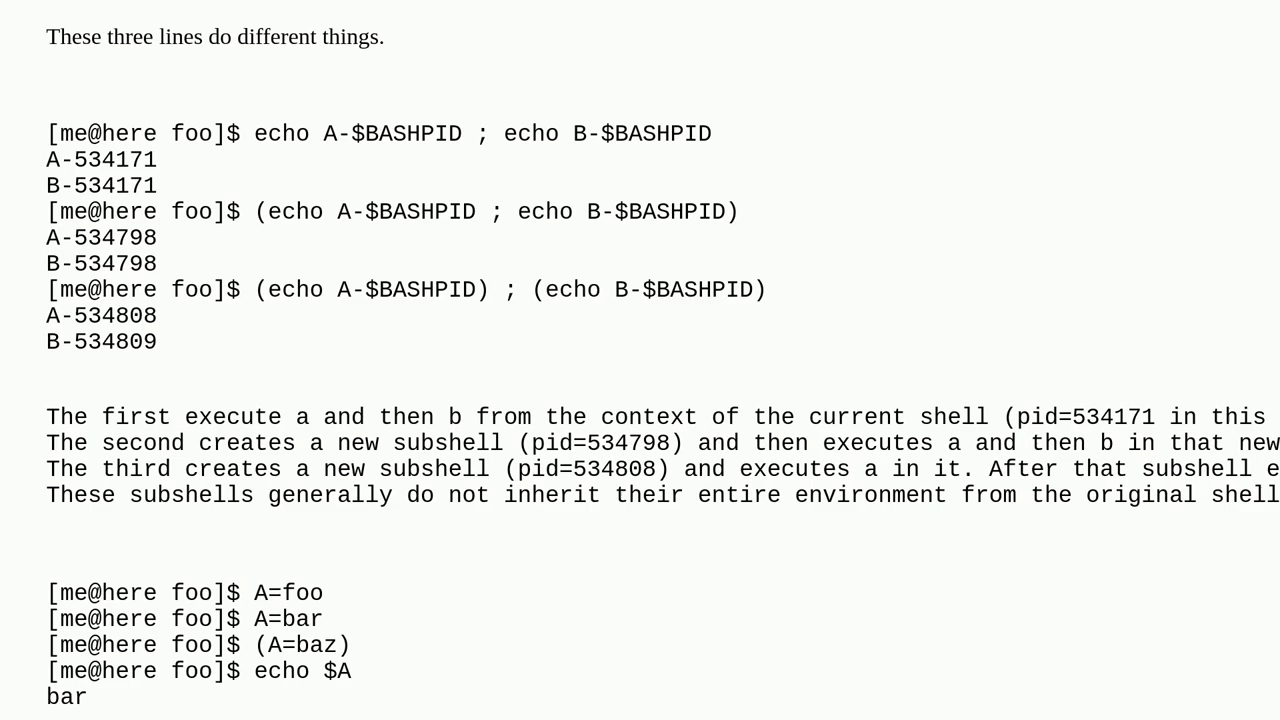 These three lines do different things.
[me@here foo]$ echo A-$BASHPID ; echo B-$BASHPID
A-534171
B-534171
[me@here foo]$ (echo A-$BASHPID ; echo B-$BASHPID)
A-534798
B-534798
[me@here foo]$ (echo A-$BASHPID) ; (echo B-$BASHPID)
A-534808
B-534809
The first execute a and then b from the context of the current shell (pid=534171 in this
The second creates a new subshell (pid=534798) and then executes a and then b in that new
The third creates a new subshell (pid=534808) and executes a in it. After that subshell e
These subshells generally do not inherit their entire environment from the original shell
[me@here foo]$ A=foo
[me@here foo]$ A=bar
[me@here foo]$ (A=baz)
[me@here foo]$ echo $A
bar